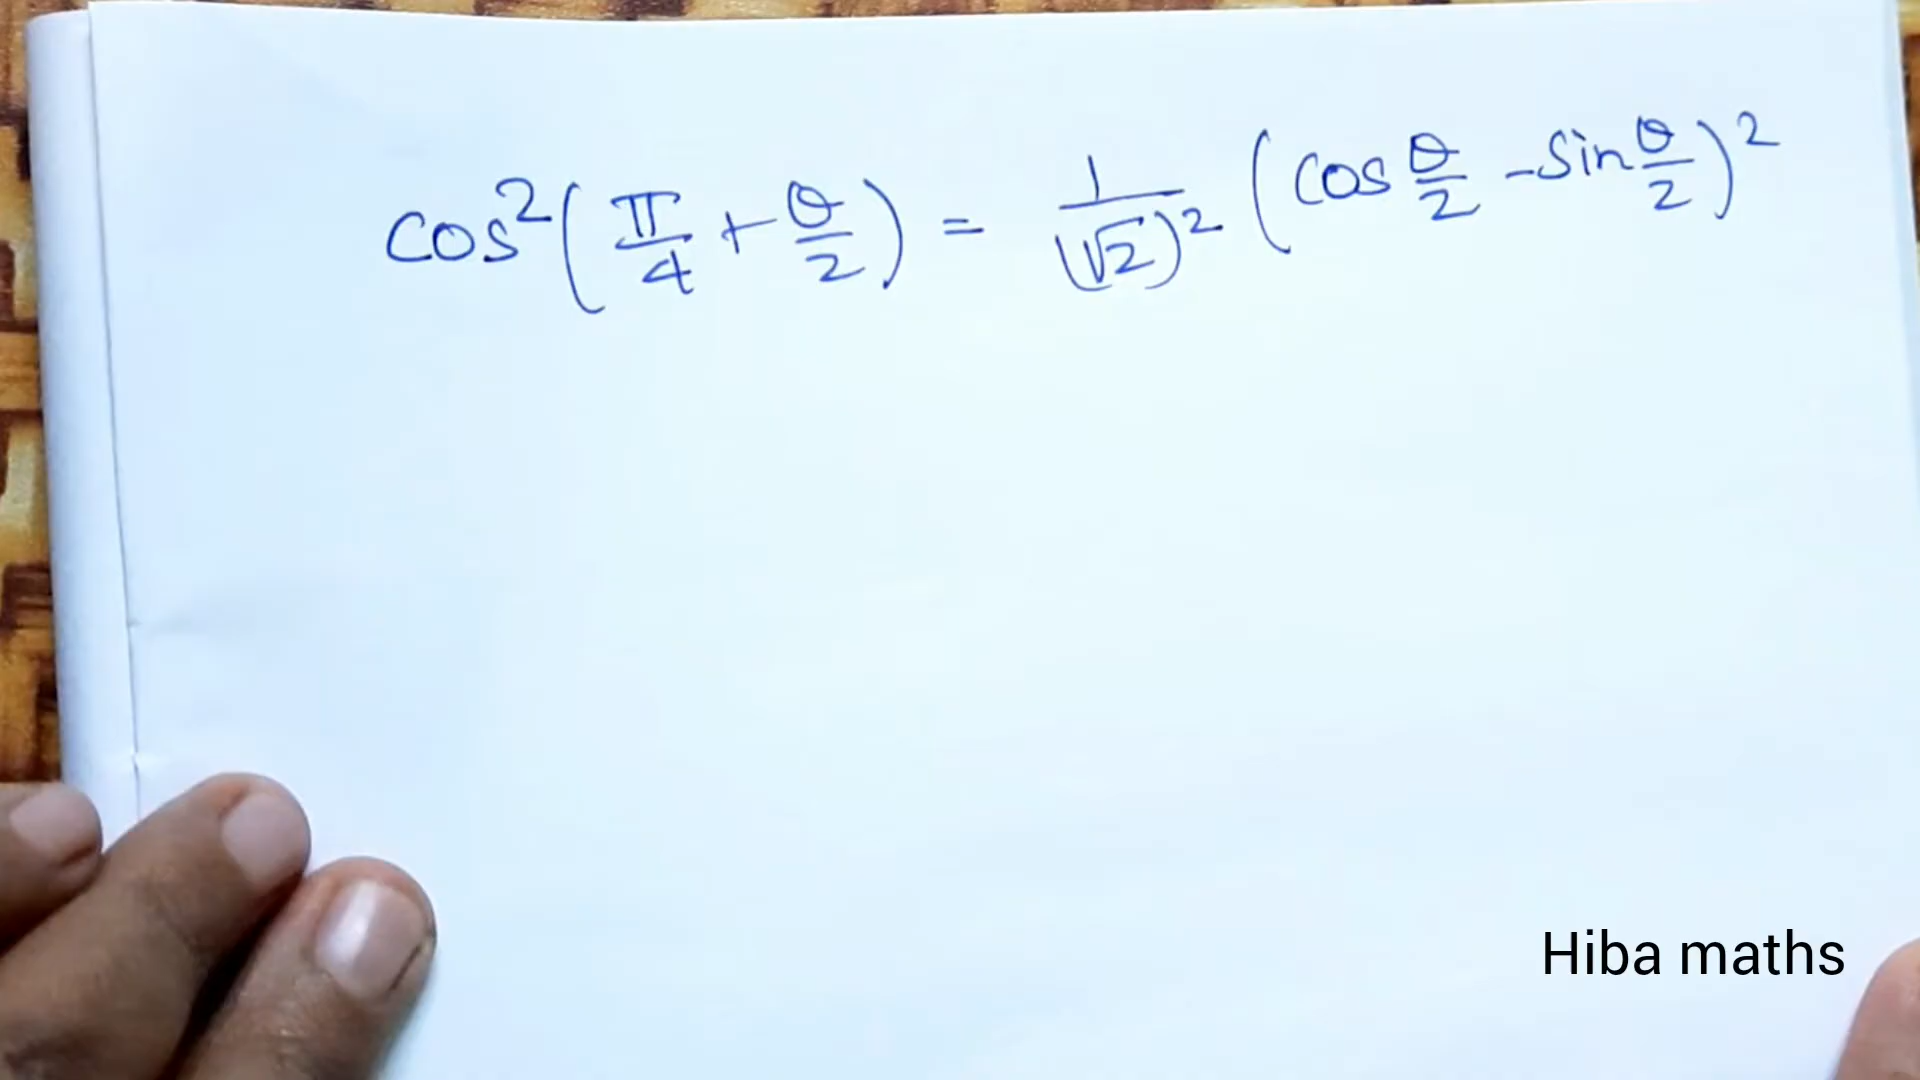 cos²(π/4 + θ/2) = 1/(√2)² (cos θ/2 - sin θ/2)²
Hiba maths